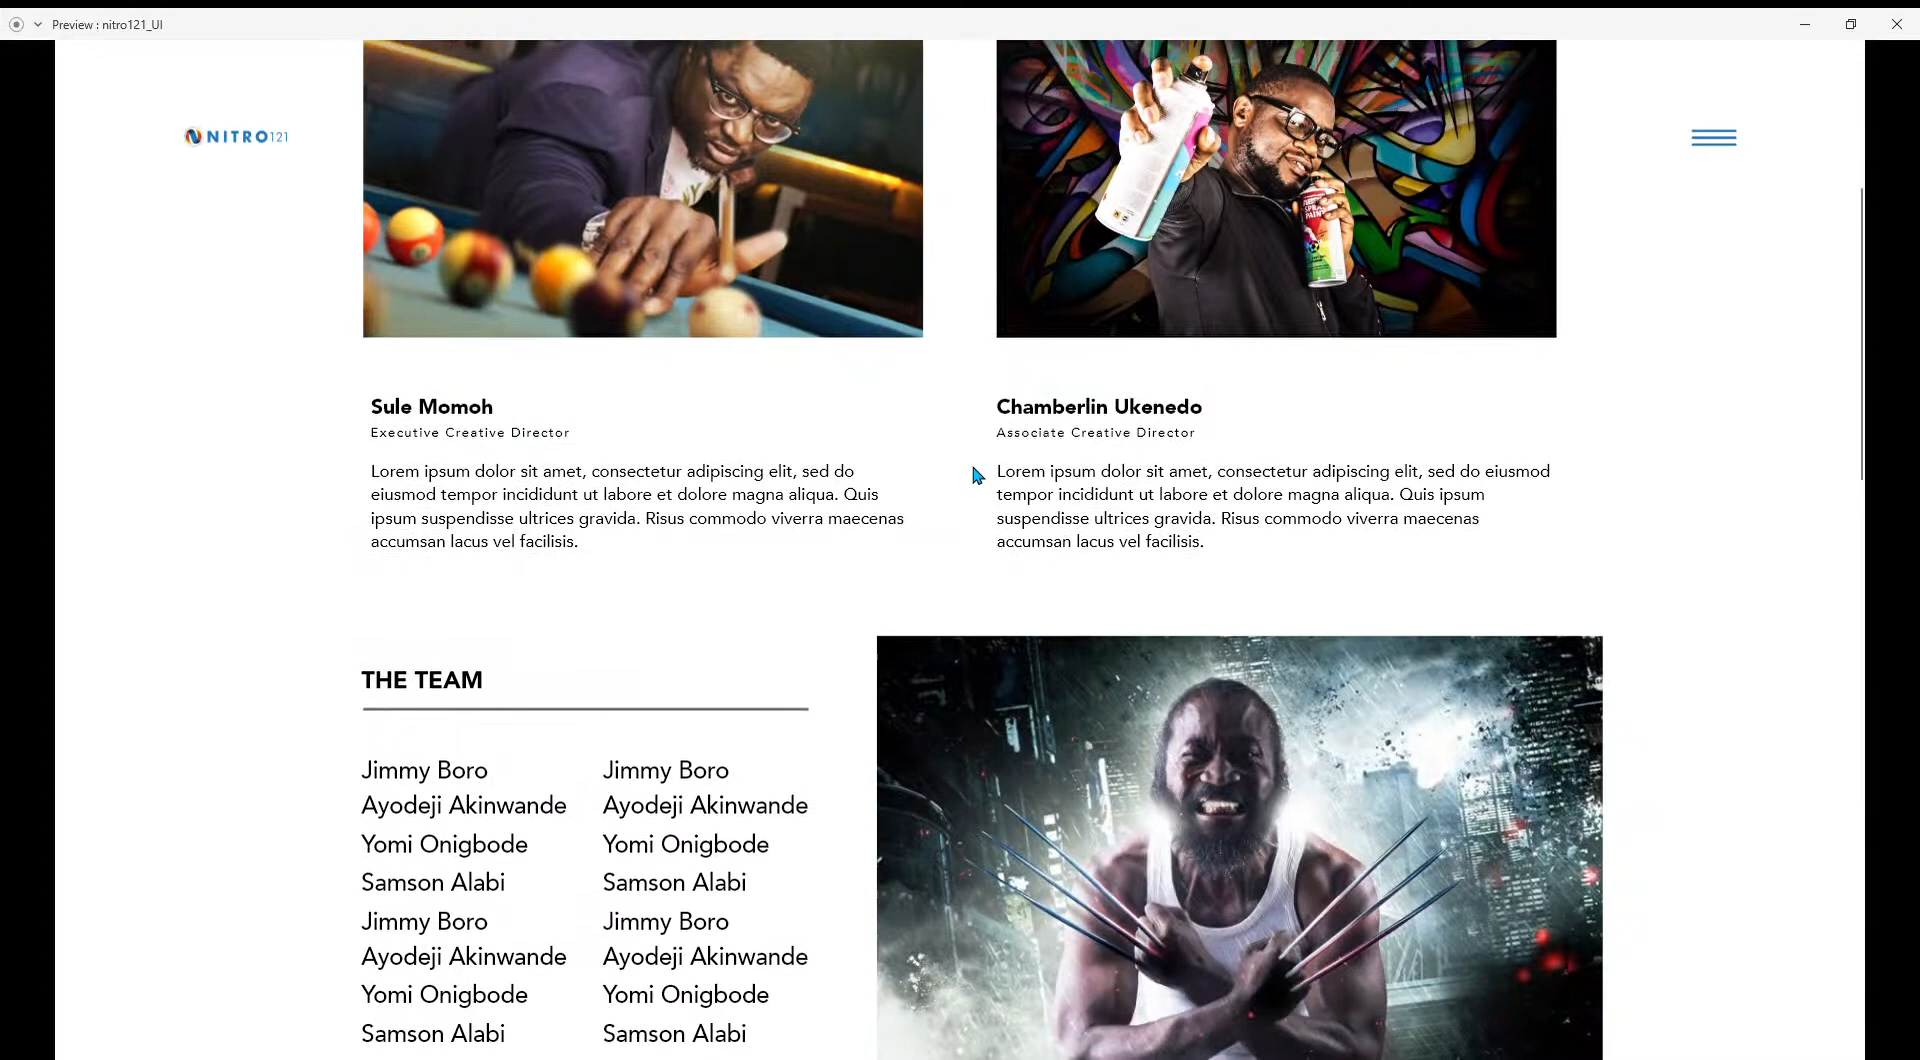 Preview : nitro121_UI
NITRO121
Sule Momoh
Executive Creative Director
Lorem ipsum dolor sit amet, consectetur adipiscing elit, sed do
eiusmod tempor incididunt ut labore et dolore magna aliqua. Quis
ipsum suspendisse ultrices gravida. Risus commodo viverra maecenas
accumsan lacus vel facilisis.
Chamberlin Ukenedo
Associate Creative Director
Lorem ipsum dolor sit amet, consectetur adipiscing elit, sed do eiusmod
tempor incididunt ut labore et dolore magna aliqua. Quis ipsum
suspendisse ultrices gravida. Risus commodo viverra maecenas
accumsan lacus vel facilisis.
THE TEAM
Jimmy Boro
Ayodeji Akinwande
Yomi Onigbode
Samson Alabi
Jimmy Boro
Ayodeji Akinwande
Yomi Onigbode
Samson Alabi
Jimmy Boro
Ayodeji Akinwande
Yomi Onigbode
Samson Alabi
Jimmy Boro
Ayodeji Akinwande
Yomi Onigbode
Samson Alabi